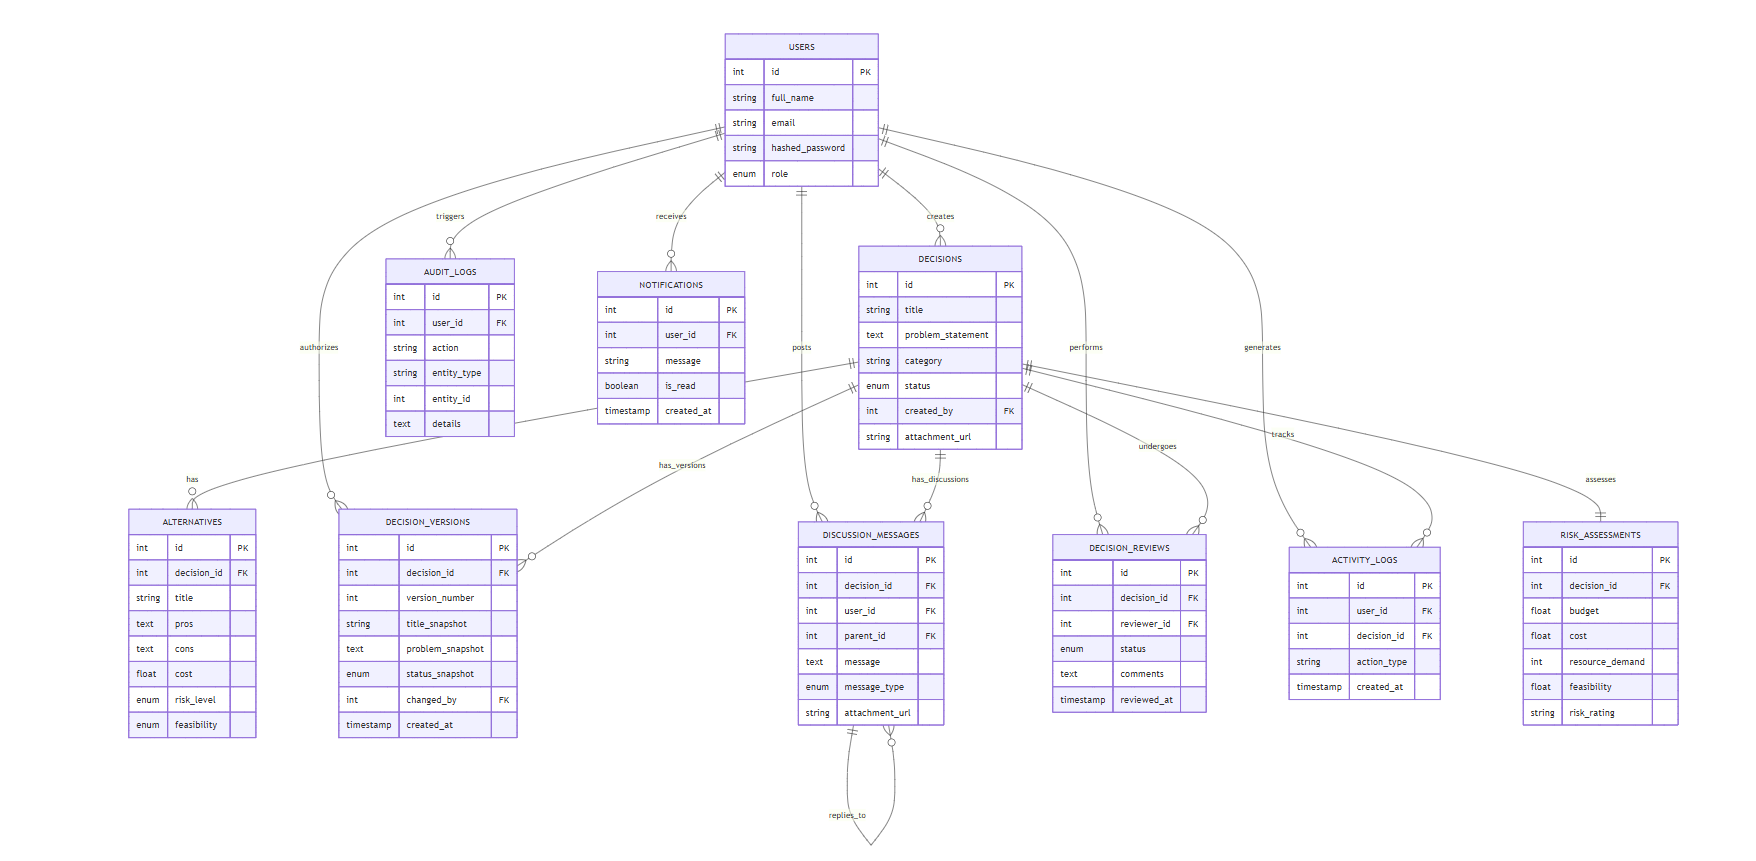 USERS
int id PK
string full_name
string email
string hashed_password
enum role
triggers
receives
creates
AUDIT_LOGS
int id PK
int user_id FK
string action
string entity_type
int entity_id
text details
NOTIFICATIONS
int id PK
int user_id FK
string message
boolean is_read
timestamp created_at
DECISIONS
int id PK
string title
text problem_statement
string category
enum status
int created_by FK
string attachment_url
authorizes
posts
performs
generates
tracks
undergoes
has_versions
has
has_discussions
assesses
ALTERNATIVES
int id PK
int decision_id FK
string title
text pros
text cons
float cost
enum risk_level
enum feasibility
DECISION_VERSIONS
int id PK
int decision_id FK
int version_number
string title_snapshot
text problem_snapshot
enum status_snapshot
int changed_by FK
timestamp created_at
DISCUSSION_MESSAGES
int id PK
int decision_id FK
int user_id FK
int parent_id FK
text message
enum message_type
string attachment_url
DECISION_REVIEWS
int id PK
int decision_id FK
int reviewer_id FK
enum status
text comments
timestamp reviewed_at
ACTIVITY_LOGS
int id PK
int user_id FK
int decision_id FK
string action_type
timestamp created_at
RISK_ASSESSMENTS
int id PK
int decision_id FK
float budget
float cost
int resource_demand
float feasibility
string risk_rating
replies_to